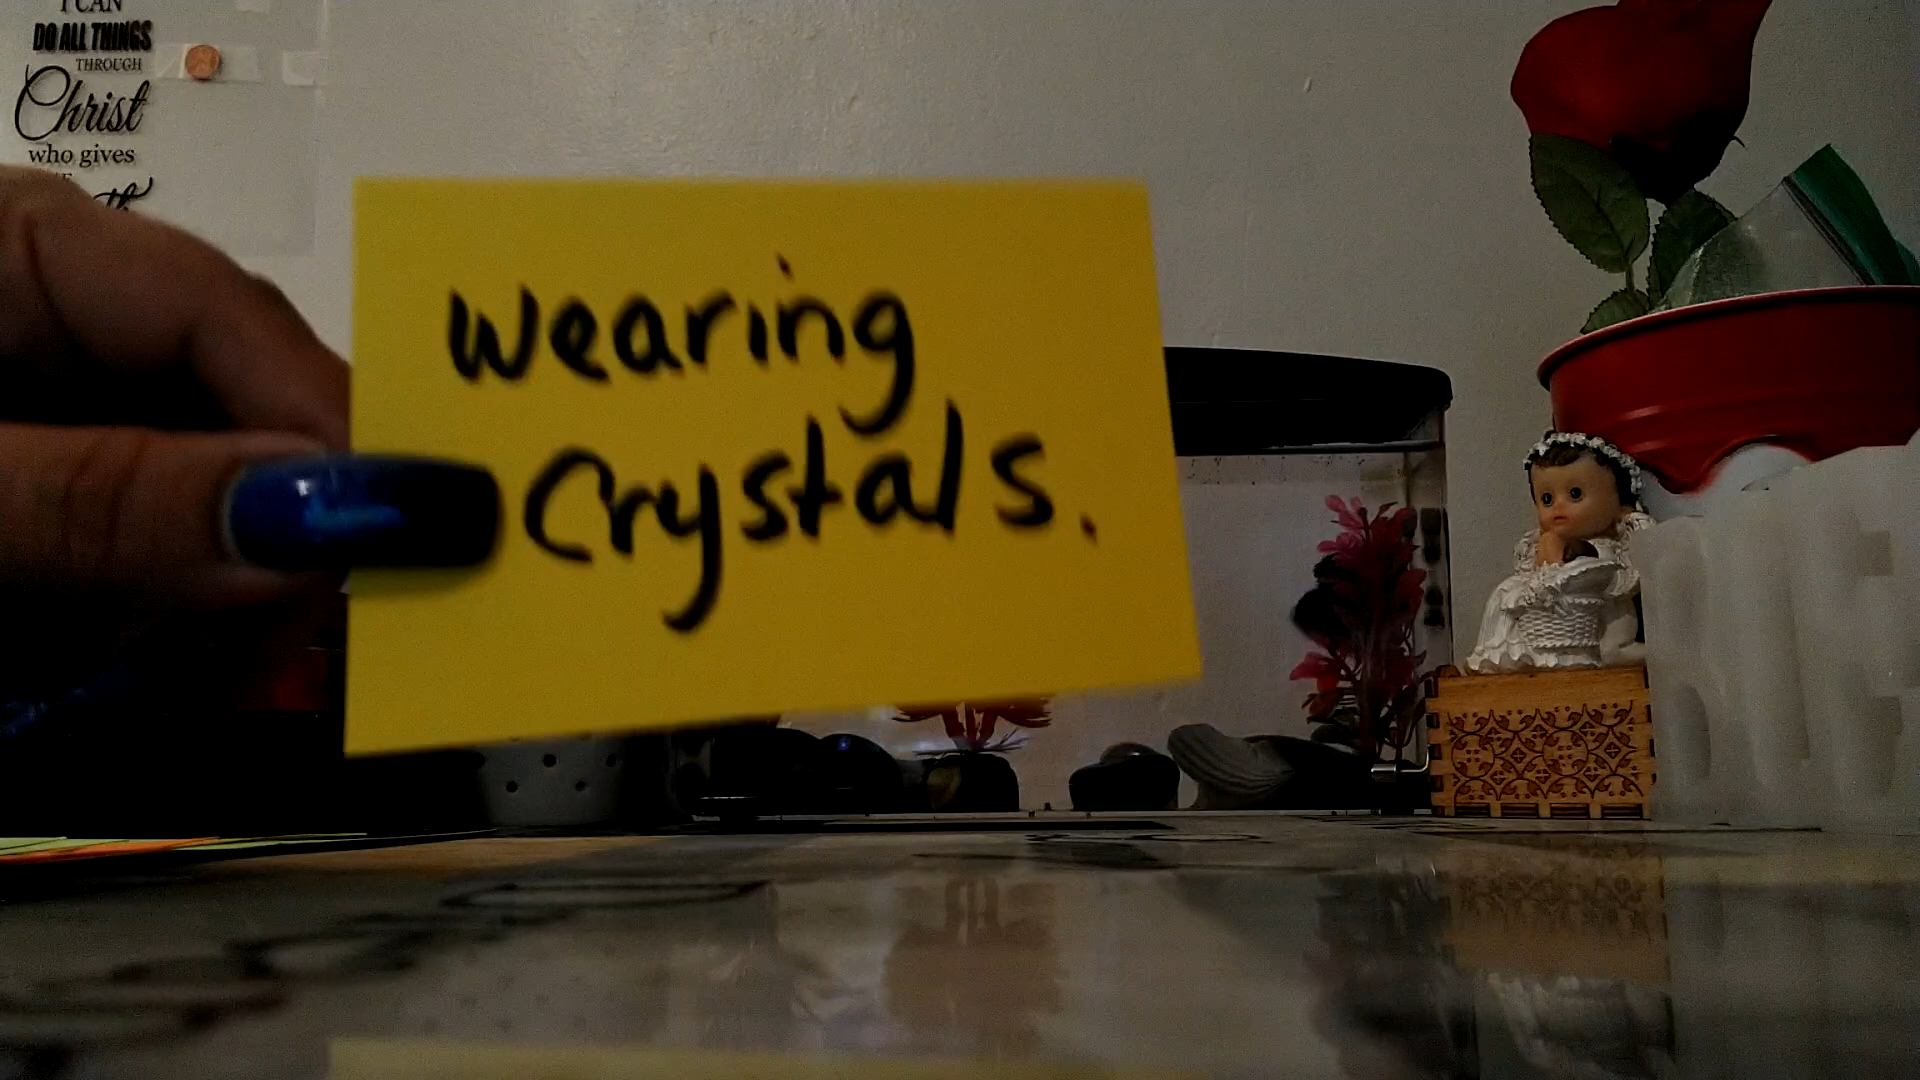 I CAN
DO ALL THINGS
THROUGH
Christ
who gives
wearing
Crystals.